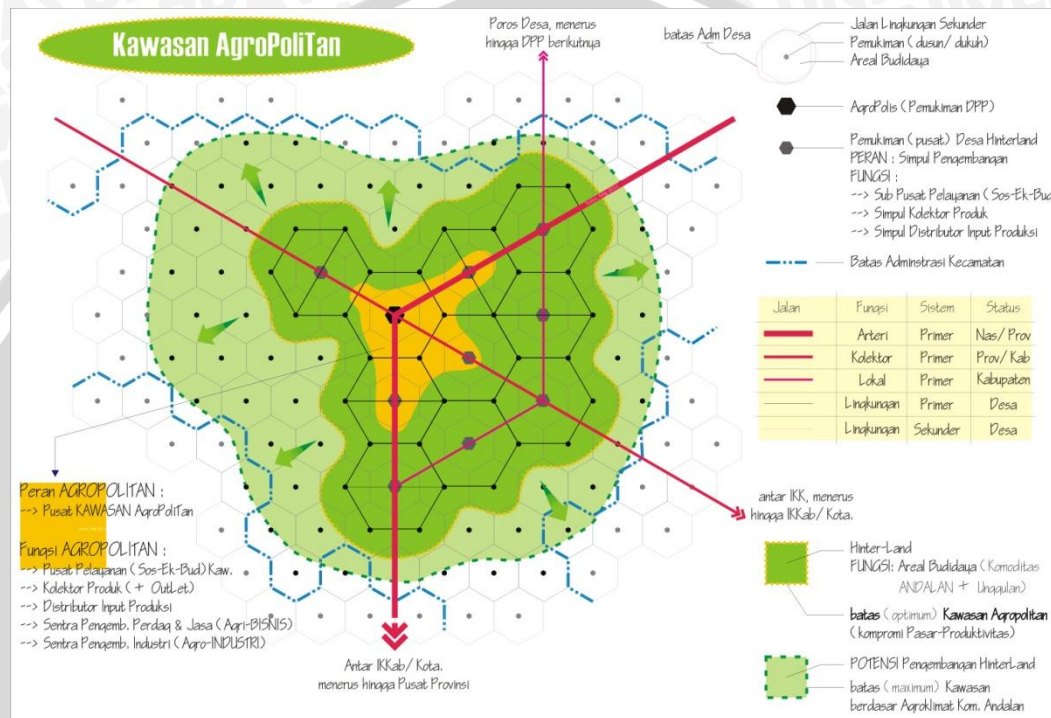 Kawasan AgroPoliTan
Poros Desa, menerus
hingga DPP berikutnya
batas Adm Desa
Jalan Lingkungan Sekunder
Pemukiman (dusun/ dukuh)
Areal Budidaya
AgroPolis (Pemukiman DPP)
Pemukiman (pusat) Desa Hinterland
PERAN : Simpul Pengembangan
FUNGSI :
--> Sub Pusat Pelayanan (Sos-Ek-Bud
--> Simpul Kolektor Produk
--> Simpul Distributor Input Produksi
Batas Adminstrasi Kecamatan
Jalan Fungsi Sistem Status
Arteri Primer Nas/ Prov
Kolektor Primer Prov/ Kab
Lokal Primer Kabupaten
Lingkungan Primer Desa
Lingkungan Sekunder Desa
Peran AGROPOLITAN :
--> Pusat KAWASAN AgroPoliTan
Fungsi AGROPOLITAN :
--> Pusat Pelayanan (Sos-Ek-Bud) Kaw.
--> Kolektor Produk (+ OutLet)
--> Distributor Input Produksi
--> Sentra Pengemb. Perdag & Jasa (Agri-BISNIS)
--> Sentra Pengemb. Industri (Agro-INDUSTRI)
Antar IKKab/ Kota.
menerus hingga Pusat Provinsi
antar IKK, menerus
hingga IKKab/ Kota.
Hinter-Land
FUNGSI: Areal Budidaya (Komoditas
ANDALAN + Unggulan)
batas (optimum) Kawasan Agropolitan
(kompromi Pasar-Produktivitas)
POTENSI Pengembangan HinterLand
batas (maximum) Kawasan
berdasar Agroklimat Kom. Andalan